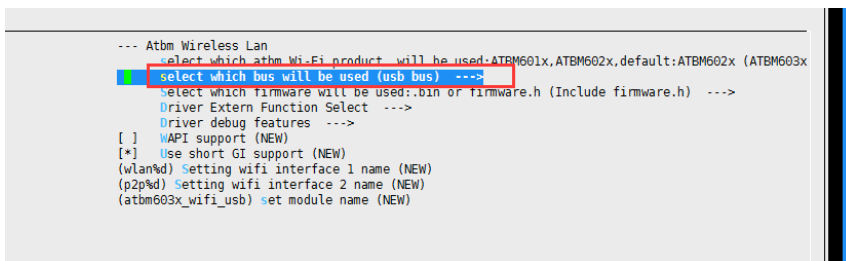 --- Atbm Wireless Lan
select which atbm Wi-Fi product will be used:ATBM601x,ATBM602x,default:ATBM602x (ATBM603x
select which bus will be used (usb bus) --->
Select which firmware will be used:.bin or firmware.h (Include firmware.h) --->
Driver Extern Function Select --->
Driver debug features --->
[ ] WAPI support (NEW)
[*] Use short GI support (NEW)
(wlan%d) Setting wifi interface 1 name (NEW)
(p2p%d) Setting wifi interface 2 name (NEW)
(atbm603x_wifi_usb) set module name (NEW)